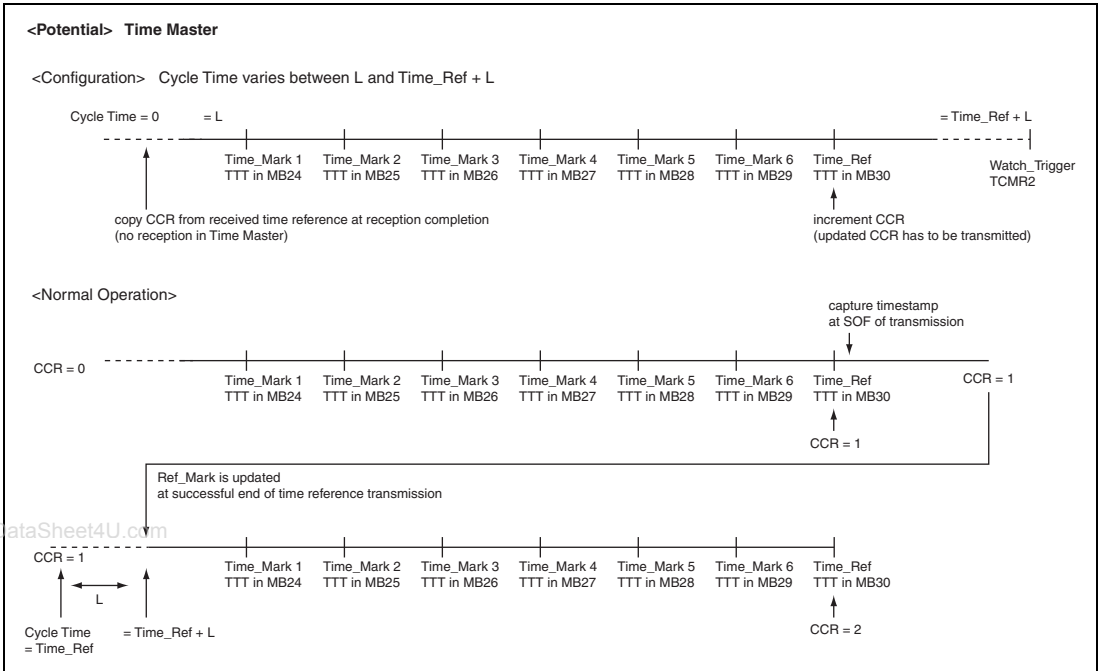 <Potential> Time Master
<Configuration> Cycle Time varies between L and Time_Ref + L
Cycle Time = 0
= L
= Time_Ref + L
Time_Mark 1 Time_Mark 2 Time_Mark 3 Time_Mark 4 Time_Mark 5 Time_Mark 6 Time_Ref
TTT in MB24 TTT in MB25 TTT in MB26 TTT in MB27 TTT in MB28 TTT in MB29 TTT in MB30
Watch_Trigger
TCMR2
copy CCR from received time reference at reception completion
(no reception in Time Master)
increment CCR
(updated CCR has to be transmitted)
<Normal Operation>
capture timestamp
at SOF of transmission
CCR = 0
Time_Mark 1 Time_Mark 2 Time_Mark 3 Time_Mark 4 Time_Mark 5 Time_Mark 6 Time_Ref
TTT in MB24 TTT in MB25 TTT in MB26 TTT in MB27 TTT in MB28 TTT in MB29 TTT in MB30
CCR = 1
CCR = 1
Ref_Mark is updated
at successful end of time reference transmission
DataSheet4U.com
CCR = 1
Time_Mark 1 Time_Mark 2 Time_Mark 3 Time_Mark 4 Time_Mark 5 Time_Mark 6 Time_Ref
TTT in MB24 TTT in MB25 TTT in MB26 TTT in MB27 TTT in MB28 TTT in MB29 TTT in MB30
L
Cycle Time
= Time_Ref
= Time_Ref + L
CCR = 2